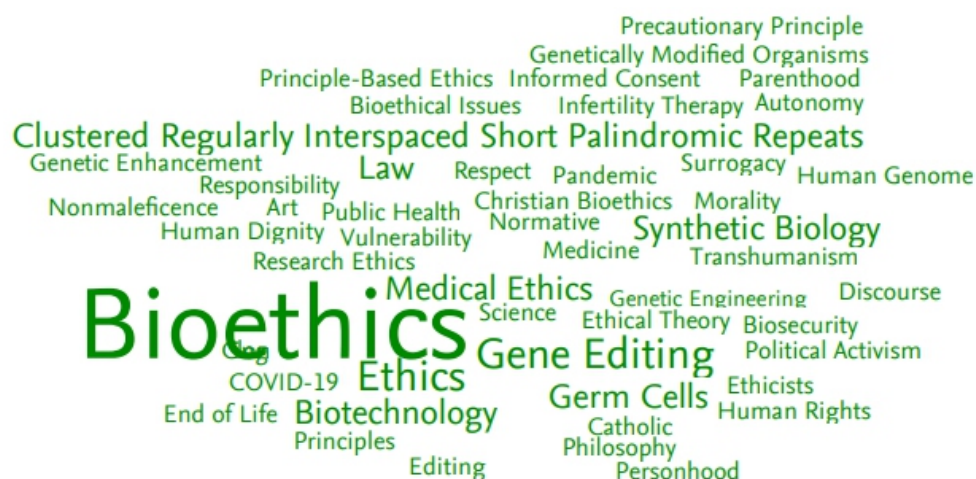 Precautionary Principle
Genetically Modified Organisms
Principle-Based Ethics Informed Consent Parenthood
Bioethical Issues Infertility Therapy Autonomy
Clustered Regularly Interspaced Short Palindromic Repeats
Genetic Enhancement Law Respect Pandemic Surrogacy Human Genome
Responsibility
Nonmaleficence Art Public Health Christian Bioethics Morality
Human Dignity Vulnerability Normative Synthetic Biology
Research Ethics Medicine Transhumanism
Bioethics Medical Ethics Genetic Engineering Discourse
Science Ethical Theory Biosecurity
Gene Editing Political Activism
COVID-19 Ethics Germ Cells Ethicists
End of Life Biotechnology Human Rights
Principles Catholic
Philosophy
Editing Personhood